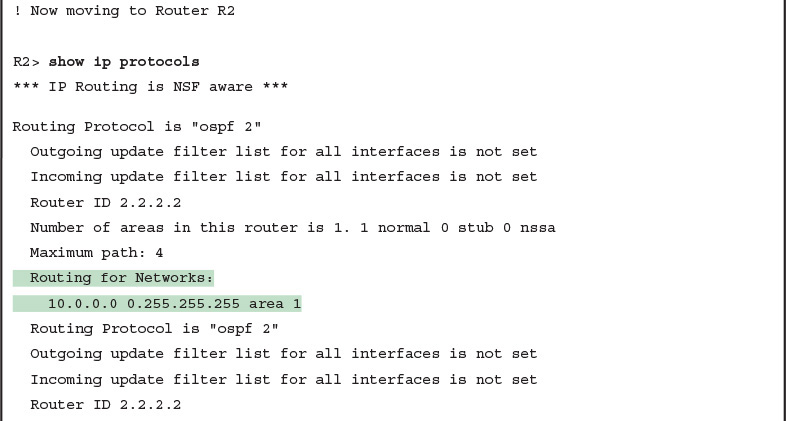 ! Now moving to Router R2
R2> show ip protocols
*** IP Routing is NSF aware ***
Routing Protocol is "ospf 2"
Outgoing update filter list for all interfaces is not set
Incoming update filter list for all interfaces is not set
Router ID 2.2.2.2
Number of areas in this router is 1. 1 normal 0 stub 0 nssa
Maximum path: 4
Routing for Networks:
10.0.0.0 0.255.255.255 area 1
Routing Protocol is "ospf 2"
Outgoing update filter list for all interfaces is not set
Incoming update filter list for all interfaces is not set
Router ID 2.2.2.2